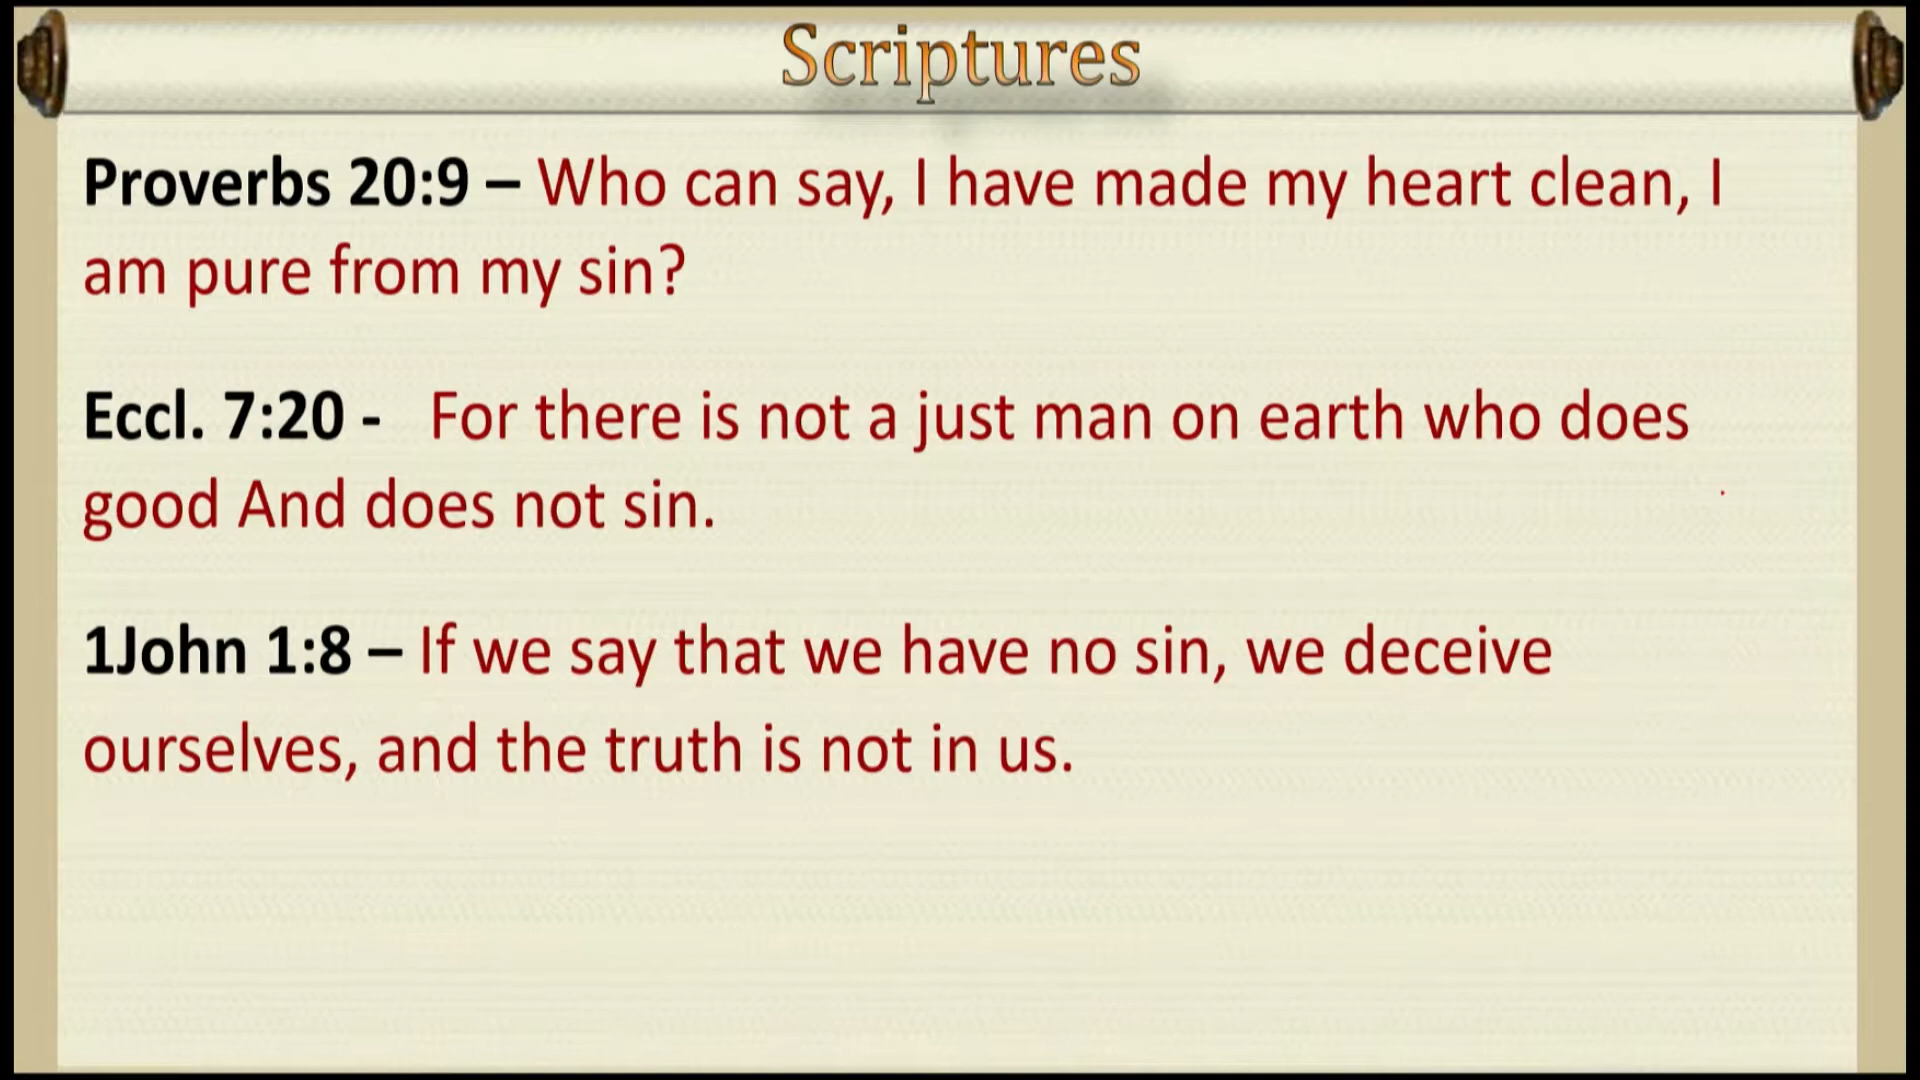 Scriptures
Proverbs 20:9 – Who can say, I have made my heart clean, I
am pure from my sin?
Eccl. 7:20 - For there is not a just man on earth who does
good And does not sin.
1John 1:8 – If we say that we have no sin, we deceive
ourselves, and the truth is not in us.